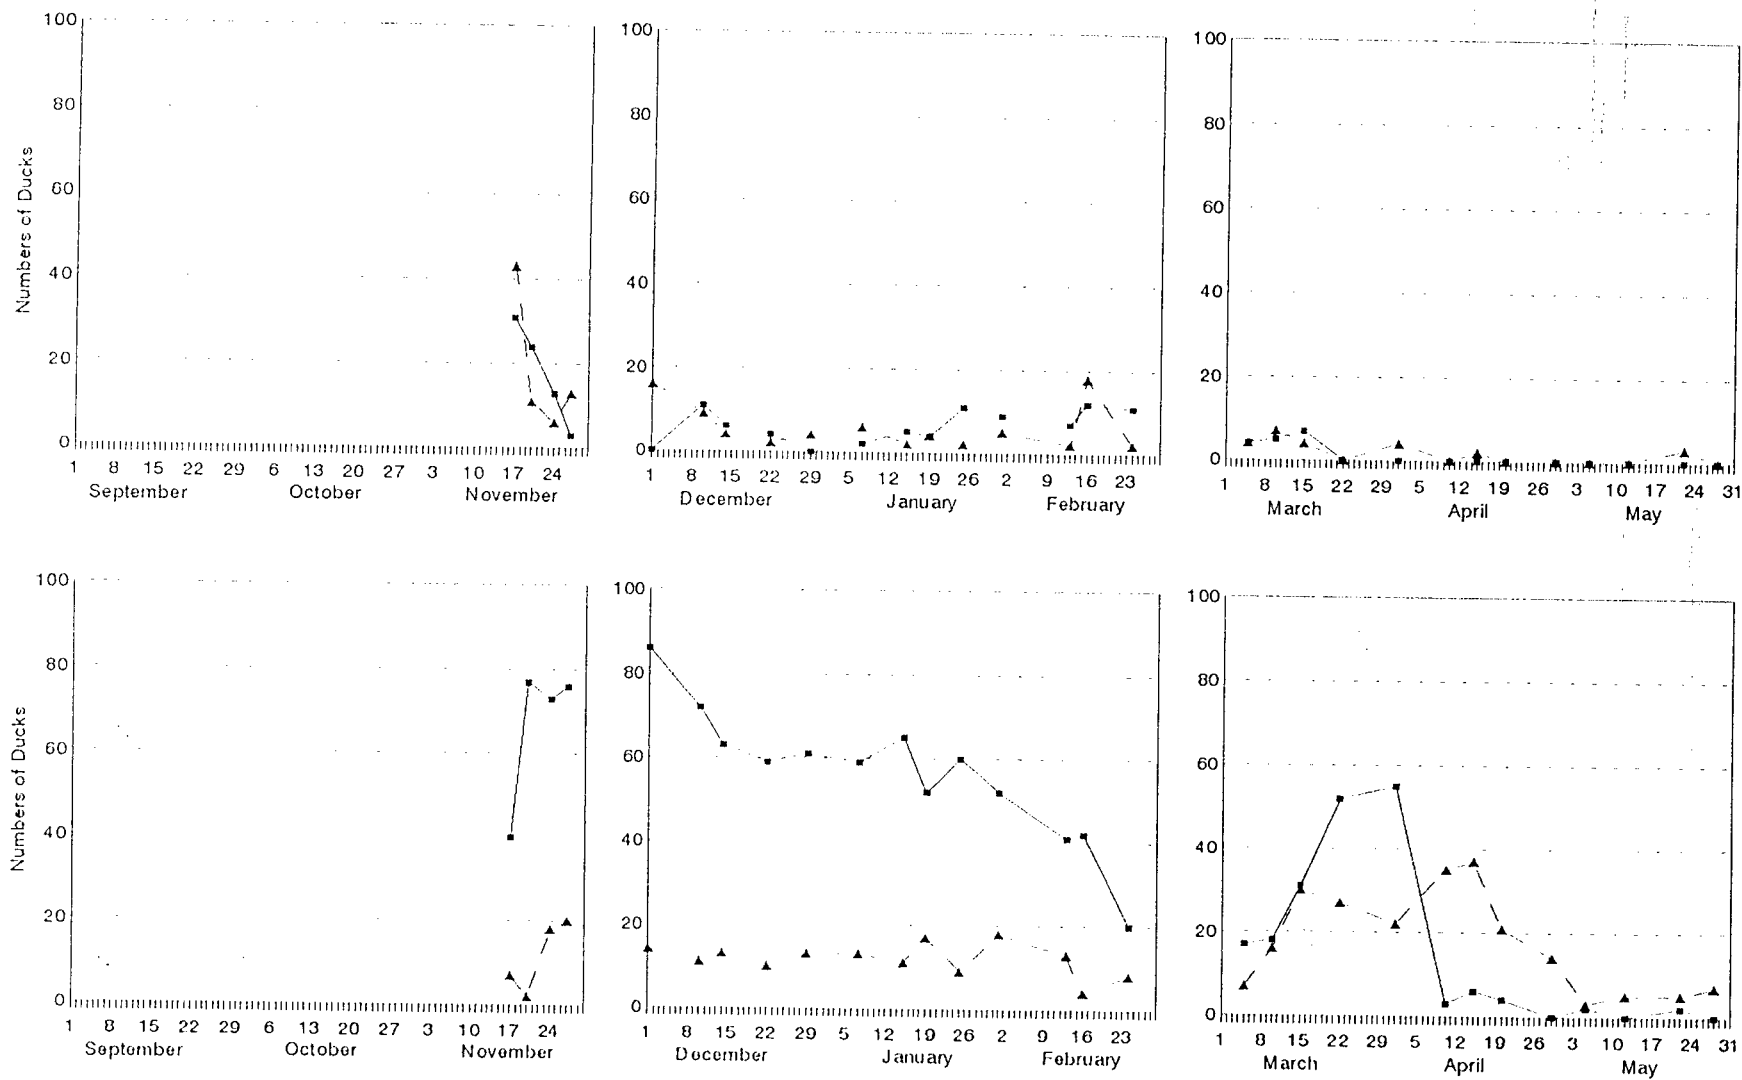 100 100 100
80 80 80
60 60 60
40 40 40
20 20 20
0 0 0
Numbers of Ducks
1 8 15 22 29 6 13 20 27 3 10 17 24 1 8 15 22 29 5 12 19 26 2 9 16 23 1 8 15 22 29 5 12 19 26 3 10 17 24 31
September October November December January February March April May
100 100 100
80 80 80
60 60 60
40 40 40
20 20 20
0 0 0
Numbers of Ducks
1 8 15 22 29 6 13 20 27 3 10 17 24 1 8 15 22 29 5 12 19 26 2 9 16 23 1 8 15 22 29 5 12 19 26 3 10 17 24 31
September October November December January February March April May